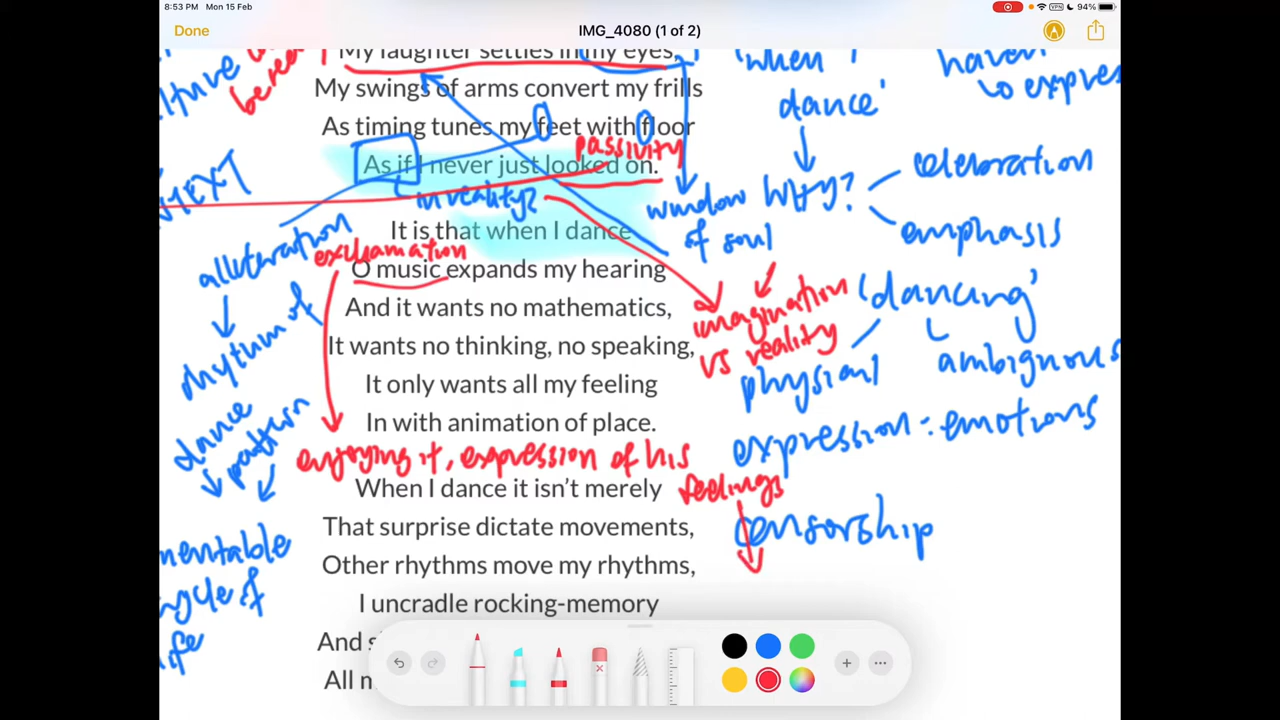 8:53 PM Mon 15 Feb
VPN 94%
Done
IMG_4080 (1 of 2)
My laughter settles in my eyes,
My swings of arms convert my frills
As timing tunes my feet with floor
As if I never just looked on.
It is that when I dance
O music expands my hearing
And it wants no mathematics,
It wants no thinking, no speaking,
It only wants all my feeling
In with animation of place.
When I dance it isn't merely
That surprise dictate movements,
Other rhythms move my rhythms,
I uncradle rocking-memory
And s
All m
passivity
in reality?
exclamation
enjoying it, expression of his
feelings
alliteration
rhythm of
dance
pattern
mentable
life
window
of soul
imagination
vs reality
'when I
dance'
WHY?
celebration
emphasis
'dancing'
physical
ambiguous
expression : emotions
censorship
haven
to expres